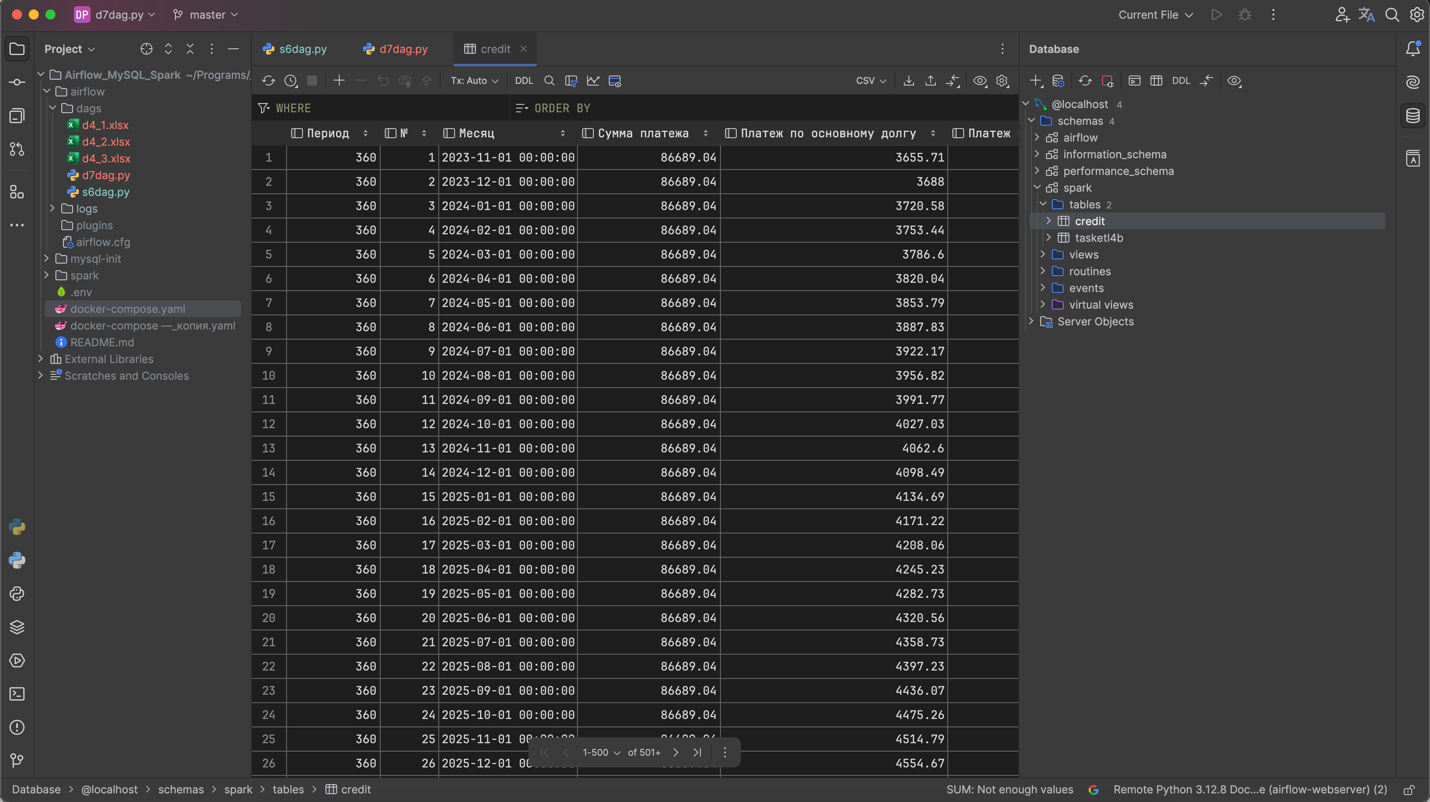 DP d7dag.py master Current File
Project
s6dag.py d7dag.py credit
Database
Tx: Auto DDL CSV
DDL
WHERE ORDER BY
Airflow_MySQL_Spark ~/Programs/
airflow
dags
d4_1.xlsx
d4_2.xlsx
d4_3.xlsx
d7dag.py
s6dag.py
logs
plugins
airflow.cfg
mysql-init
spark
.env
docker-compose.yaml
docker-compose —_копия.yaml
README.md
External Libraries
Scratches and Consoles
Период № Месяц Сумма платежа Платеж по основному долгу Платеж
1 360 1 2023-11-01 00:00:00 86689.04 3655.71
2 360 2 2023-12-01 00:00:00 86689.04 3688
3 360 3 2024-01-01 00:00:00 86689.04 3720.58
4 360 4 2024-02-01 00:00:00 86689.04 3753.44
5 360 5 2024-03-01 00:00:00 86689.04 3786.6
6 360 6 2024-04-01 00:00:00 86689.04 3820.04
7 360 7 2024-05-01 00:00:00 86689.04 3853.79
8 360 8 2024-06-01 00:00:00 86689.04 3887.83
9 360 9 2024-07-01 00:00:00 86689.04 3922.17
10 360 10 2024-08-01 00:00:00 86689.04 3956.82
11 360 11 2024-09-01 00:00:00 86689.04 3991.77
12 360 12 2024-10-01 00:00:00 86689.04 4027.03
13 360 13 2024-11-01 00:00:00 86689.04 4062.6
14 360 14 2024-12-01 00:00:00 86689.04 4098.49
15 360 15 2025-01-01 00:00:00 86689.04 4134.69
16 360 16 2025-02-01 00:00:00 86689.04 4171.22
17 360 17 2025-03-01 00:00:00 86689.04 4208.06
18 360 18 2025-04-01 00:00:00 86689.04 4245.23
19 360 19 2025-05-01 00:00:00 86689.04 4282.73
20 360 20 2025-06-01 00:00:00 86689.04 4320.56
21 360 21 2025-07-01 00:00:00 86689.04 4358.73
22 360 22 2025-08-01 00:00:00 86689.04 4397.23
23 360 23 2025-09-01 00:00:00 86689.04 4436.07
24 360 24 2025-10-01 00:00:00 86689.04 4475.26
25 360 25 2025-11-01 86689.04 4514.79
26 360 26 2025-12-01 4554.67
1-500 of 501+
@localhost 4
schemas 4
airflow
information_schema
performance_schema
spark
tables 2
credit
tasketl4b
views
routines
events
virtual views
Server Objects
Database @localhost schemas spark tables credit SUM: Not enough values Remote Python 3.12.8 Doc...e (airflow-webserver) (2)